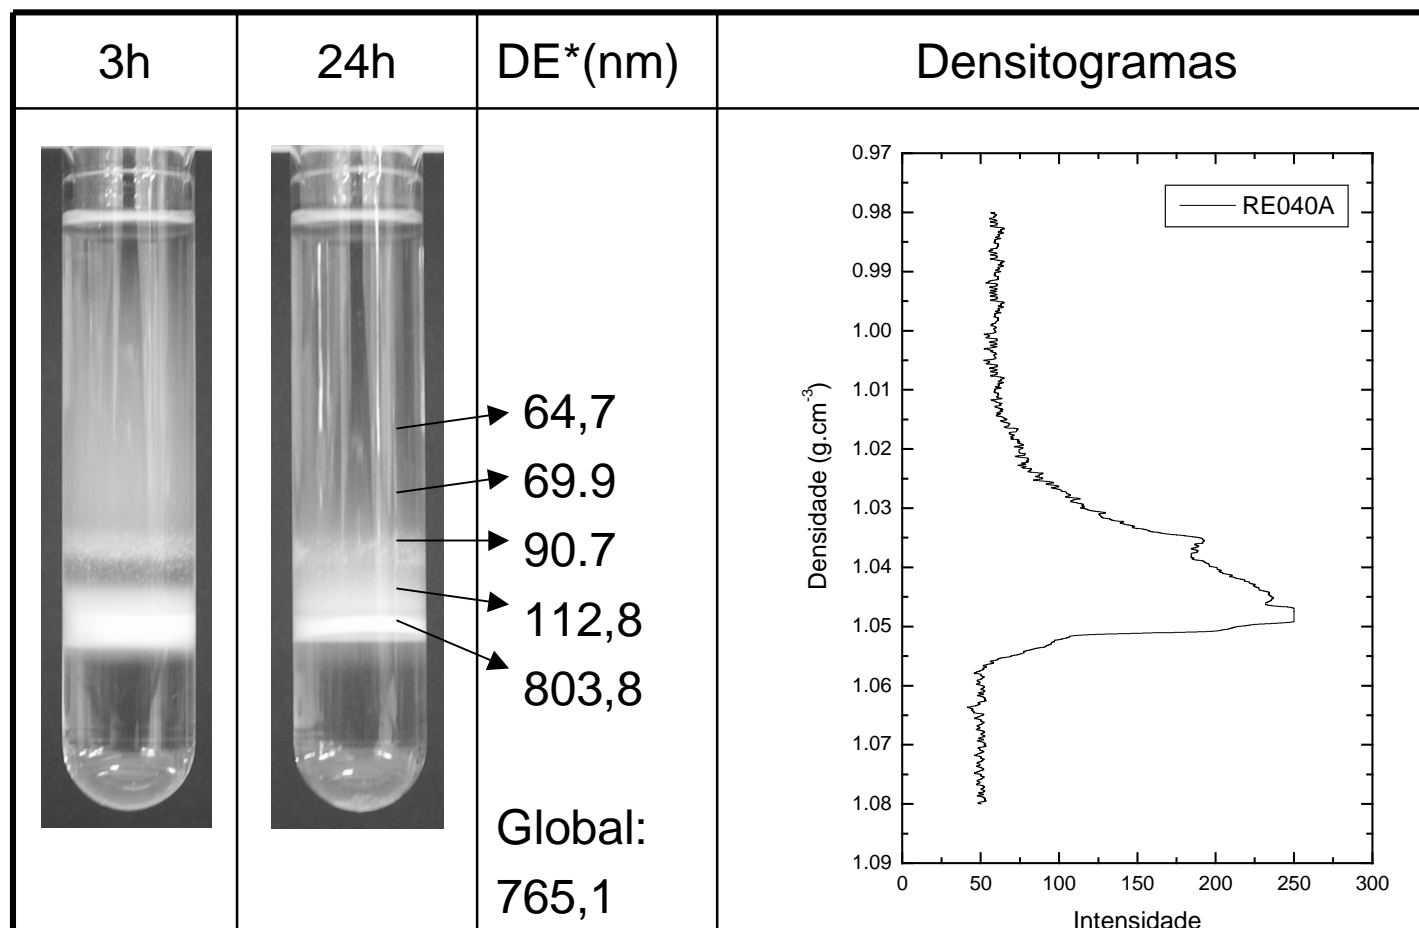 3h
24h
DE*(nm)
Densitogramas
64,7
69.9
90.7
112,8
803,8
Global:
765,1
RE040A
Densidade (g.cm-3)
0.97
0.98
0.99
1.00
1.01
1.02
1.03
1.04
1.05
1.06
1.07
1.08
1.09
0 50 100 150 200 250 300
Intensidade